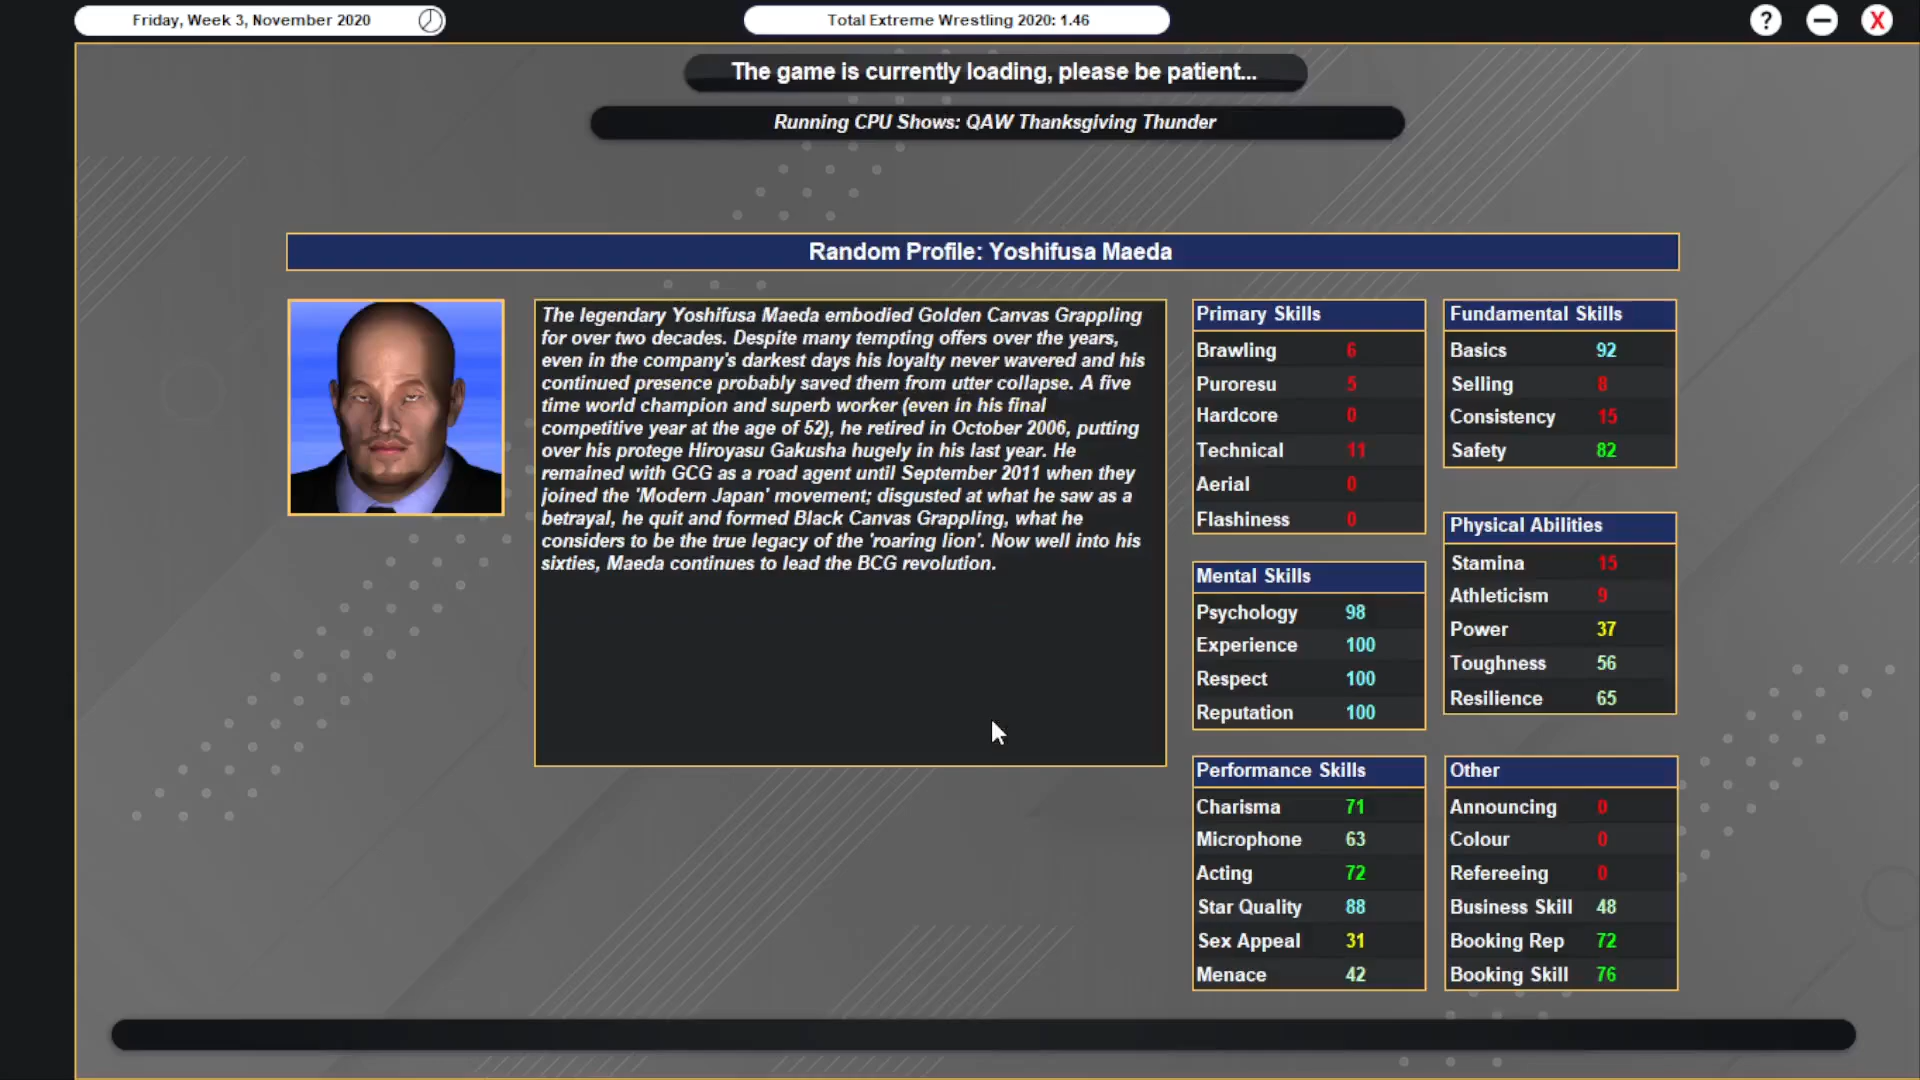 Friday, Week 3, November 2020
Total Extreme Wrestling 2020: 1.46
?
X
The game is currently loading, please be patient...
Running CPU Shows: QAW Thanksgiving Thunder
Random Profile: Yoshifusa Maeda
The legendary Yoshifusa Maeda embodied Golden Canvas Grappling
for over two decades. Despite many tempting offers over the years,
even in the company's darkest days his loyalty never wavered and his
continued presence probably saved them from utter collapse. A five
time world champion and superb worker (even in his final
competitive year at the age of 52), he retired in October 2006, putting
over his protege Hiroyasu Gakusha hugely in his last year. He
remained with GCG as a road agent until September 2011 when they
joined the 'Modern Japan' movement; disgusted at what he saw as a
betrayal, he quit and formed Black Canvas Grappling, what he
considers to be the true legacy of the 'roaring lion'. Now well into his
sixties, Maeda continues to lead the BCG revolution.
Primary Skills
Brawling 6
Puroresu 5
Hardcore 0
Technical 11
Aerial 0
Flashiness 0
Mental Skills
Psychology 98
Experience 100
Respect 100
Reputation 100
Performance Skills
Charisma 71
Microphone 63
Acting 72
Star Quality 88
Sex Appeal 31
Menace 42
Fundamental Skills
Basics 92
Selling 8
Consistency 15
Safety 82
Physical Abilities
Stamina 15
Athleticism 9
Power 37
Toughness 56
Resilience 65
Other
Announcing 0
Colour 0
Refereeing 0
Business Skill 48
Booking Rep 72
Booking Skill 76